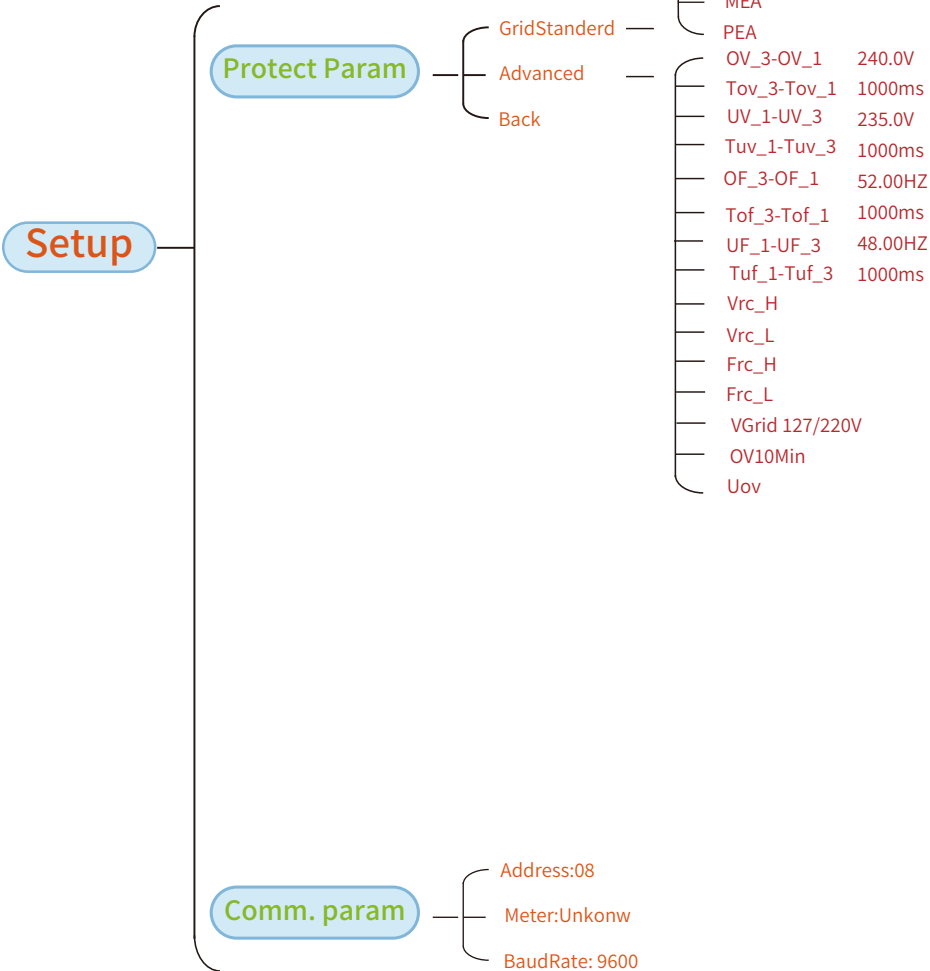 MEA
PEA
GridStanderd
Protect Param
Advanced
Back
OV_3-OV_1 240.0V
Tov_3-Tov_1 1000ms
UV_1-UV_3 235.0V
Tuv_1-Tuv_3 1000ms
OF_3-OF_1 52.00HZ
Tof_3-Tof_1 1000ms
UF_1-UF_3 48.00HZ
Tuf_1-Tuf_3 1000ms
Vrc_H
Vrc_L
Frc_H
Frc_L
VGrid 127/220V
OV10Min
Uov
Setup
Comm. param
Address:08
Meter:Unkonw
BaudRate: 9600